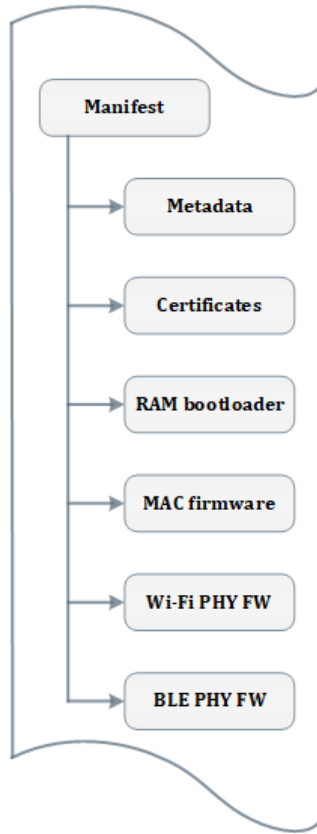 Manifest
Metadata
Certificates
RAM bootloader
MAC firmware
Wi-Fi PHY FW
BLE PHY FW